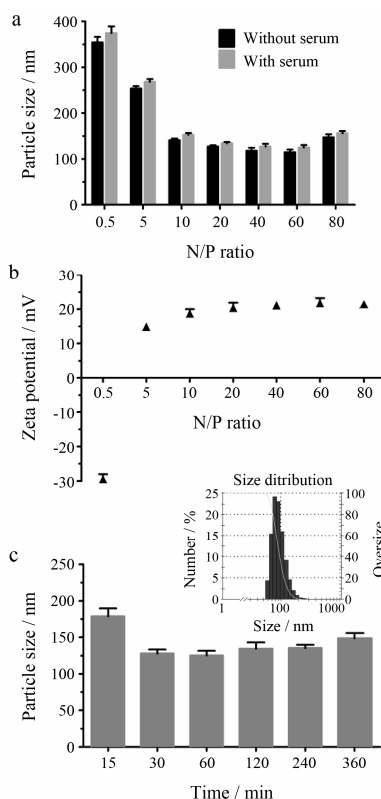 a
400
300
200
100
0
Particle size / nm
Without serum
With serum
0.5 5 10 20 40 60 80
N/P ratio
b
30
20
10
0
-10
-20
-30
Zeta potential / mV
0.5 5 10 20 40 60 80
N/P ratio
Size ditribution
25
20
15
10
5
0
Number / %
100
80
60
40
20
0
Oversize
1 100 1000
Size / nm
c
250
200
150
100
50
0
Particle size / nm
15 30 60 120 240 360
Time / min